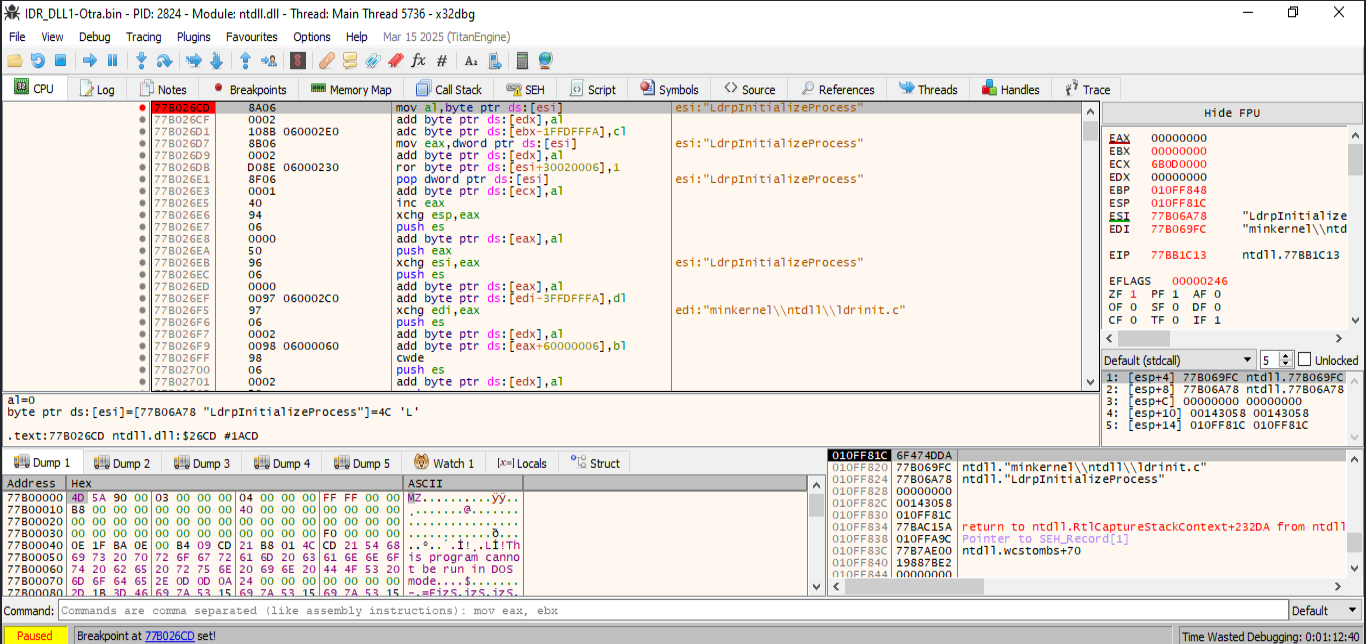 IDR_DLL1-Otra.bin - PID: 2824 - Module: ntdll.dll - Thread: Main Thread 5736 - x32dbg
File View Debug Tracing Plugins Favourites Options Help Mar 15 2025 (TitanEngine)
CPU Log Notes Breakpoints Memory Map Call Stack SEH Script Symbols Source References Threads Handles Trace
77B026CD 8A06 mov al,byte ptr ds:[esi] esi:"LdrpInitializeProcess"
77B026CF 0002 add byte ptr ds:[edx],al
77B026D1 108B 060002E0 adc byte ptr ds:[ebx-1FFDFFFA],cl
77B026D7 8B06 mov eax,dword ptr ds:[esi] esi:"LdrpInitializeProcess"
77B026D9 0002 add byte ptr ds:[edx],al
77B026DB D08E 06000230 ror byte ptr ds:[esi+30020006],1
77B026E1 8F06 pop dword ptr ds:[esi] esi:"LdrpInitializeProcess"
77B026E3 0001 add byte ptr ds:[ecx],al
77B026E5 40 inc eax
77B026E6 94 xchg esp,eax
77B026E7 06 push es
77B026E8 0000 add byte ptr ds:[eax],al
77B026EA 50 push eax
77B026EB 96 xchg esi,eax esi:"LdrpInitializeProcess"
77B026EC 06 push es
77B026ED 0000 add byte ptr ds:[eax],al
77B026EF 0097 060002C0 add byte ptr ds:[edi-3FFDFFFA],dl
77B026F5 97 xchg edi,eax edi:"minkernel\\ntdll\\ldrinit.c"
77B026F6 06 push es
77B026F7 0002 add byte ptr ds:[edx],al
77B026F9 0098 06000060 add byte ptr ds:[eax+60000006],bl
77B026FF 98 cwde
77B02700 06 push es
77B02701 0002 add byte ptr ds:[edx],al
Hide FPU
EAX 00000000
EBX 00000000
ECX 6B0D0000
EDX 00000000
EBP 010FF848
ESP 010FF81C
ESI 77B06A78 "LdrpInitialize
EDI 77B069FC "minkernel\\ntd
EIP 77BB1C13 ntdll.77BB1C13
EFLAGS 00000246
ZF 1 PF 1 AF 0
OF 0 SF 0 DF 0
CF 0 TF 0 IF 1
Default (stdcall) 5 Unlocked
1: [esp+4] 77B069FC ntdll.77B069FC
2: [esp+8] 77B06A78 ntdll.77B06A78
3: [esp+C] 00000000 00000000
4: [esp+10] 00143058 00143058
5: [esp+14] 010FF81C 010FF81C
al=0
byte ptr ds:[esi]=[77B06A78 "LdrpInitializeProcess"]=4C 'L'
.text:77B026CD ntdll.dll:$26CD #1ACD
Dump 1 Dump 2 Dump 3 Dump 4 Dump 5 Watch 1 [x=] Locals Struct
Address Hex ASCII
77B00000 4D 5A 90 00 03 00 00 00 04 00 00 00 FF FF 00 00 MZ..........ÿÿ..
77B00010 B8 00 00 00 00 00 00 00 40 00 00 00 00 00 00 00 ¸.......@.......
77B00020 00 00 00 00 00 00 00 00 00 00 00 00 00 00 00 00 ................
77B00030 00 00 00 00 00 00 00 00 00 00 00 00 F0 00 00 00 ............ð...
77B00040 0E 1F BA 0E 00 B4 09 CD 21 B8 01 4C CD 21 54 68 ..º..´.Í!¸.LÍ!Th
77B00050 69 73 20 70 72 6F 67 72 61 6D 20 63 61 6E 6E 6F is program canno
77B00060 74 20 62 65 20 72 75 6E 20 69 6E 20 44 4F 53 20 t be run in DOS
77B00070 6D 6F 64 65 2E 0D 0D 0A 24 00 00 00 00 00 00 00 mode....$.......
77B00080 2D 1B 3D 46 69 7A 53 15 69 7A 53 15 69 7A 53 15 -.=FizS.izS.izS.
010FF81C 6F474DDA
010FF820 77B069FC ntdll."minkernel\\ntdll\\ldrinit.c"
010FF824 77B06A78 ntdll."LdrpInitializeProcess"
010FF828 00000000
010FF82C 00143058
010FF830 010FF81C
010FF834 77BAC15A return to ntdll.RtlCaptureStackContext+232DA from ntdll
010FF838 010FFA9C Pointer to SEH_Record[1]
010FF83C 77B7AE00 ntdll.wcstombs+70
010FF840 19887BE2
010FF844 00000000
Command: Commands are comma separated (like assembly instructions): mov eax, ebx Default
Paused Breakpoint at 77B026CD set! Time Wasted Debugging: 0:01:12:40